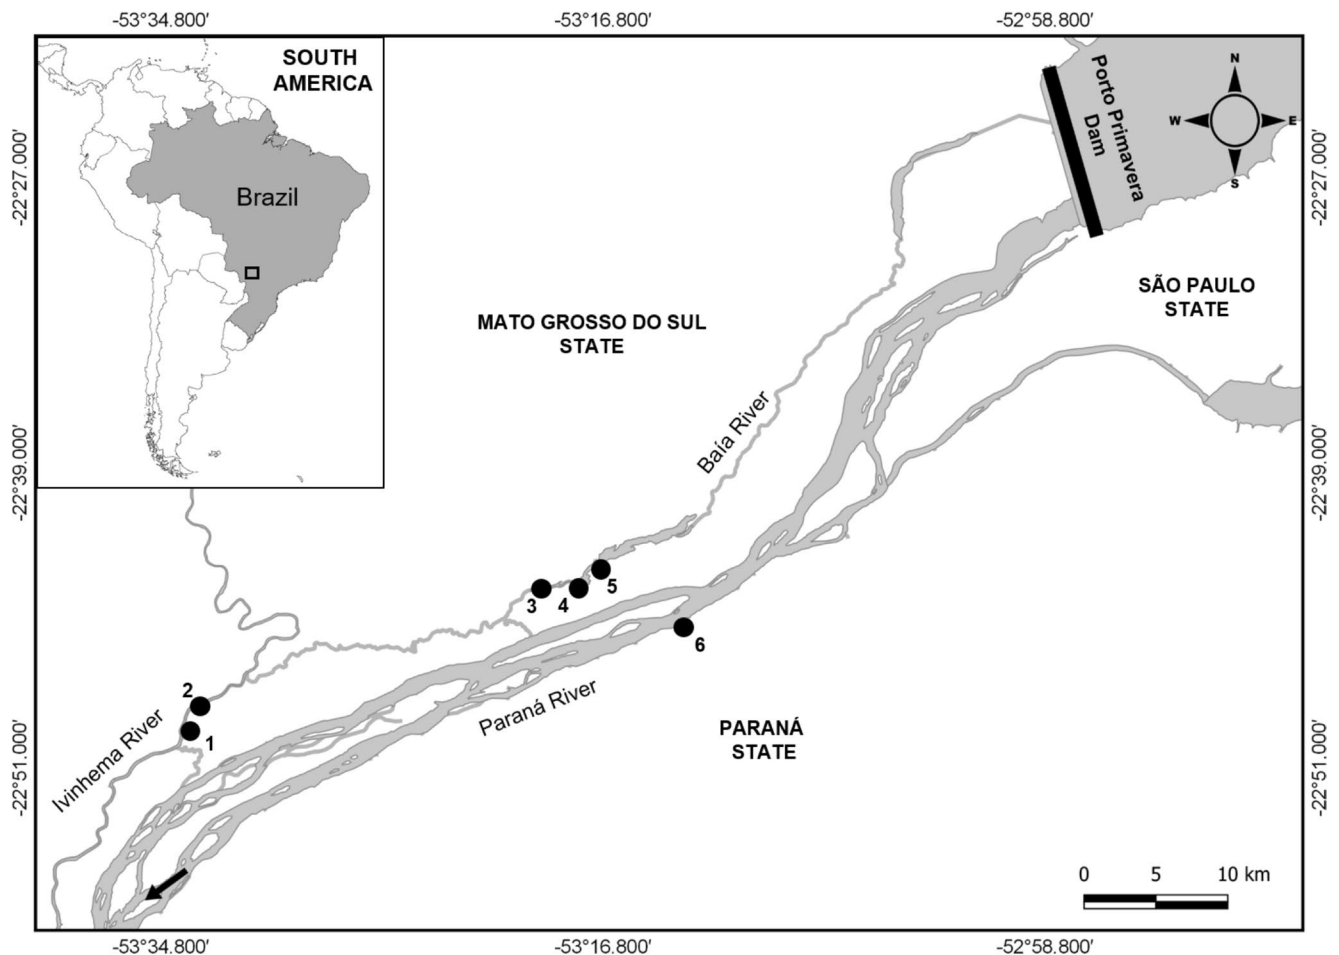 -53°34.800'
-53°16.800'
-52°58.800'
SOUTH
AMERICA
Brazil
Porto Primavera
Dam
N
W
E
S
-22°27.000'
-22°27.000'
SÃO PAULO
STATE
MATO GROSSO DO SUL
STATE
Baía River
-22°39.000'
-22°39.000'
5
3
4
6
2
1
Ivinhema River
Paraná River
PARANÁ
STATE
-22°51.000'
-22°51.000'
0 5 10 km
-53°34.800'
-53°16.800'
-52°58.800'